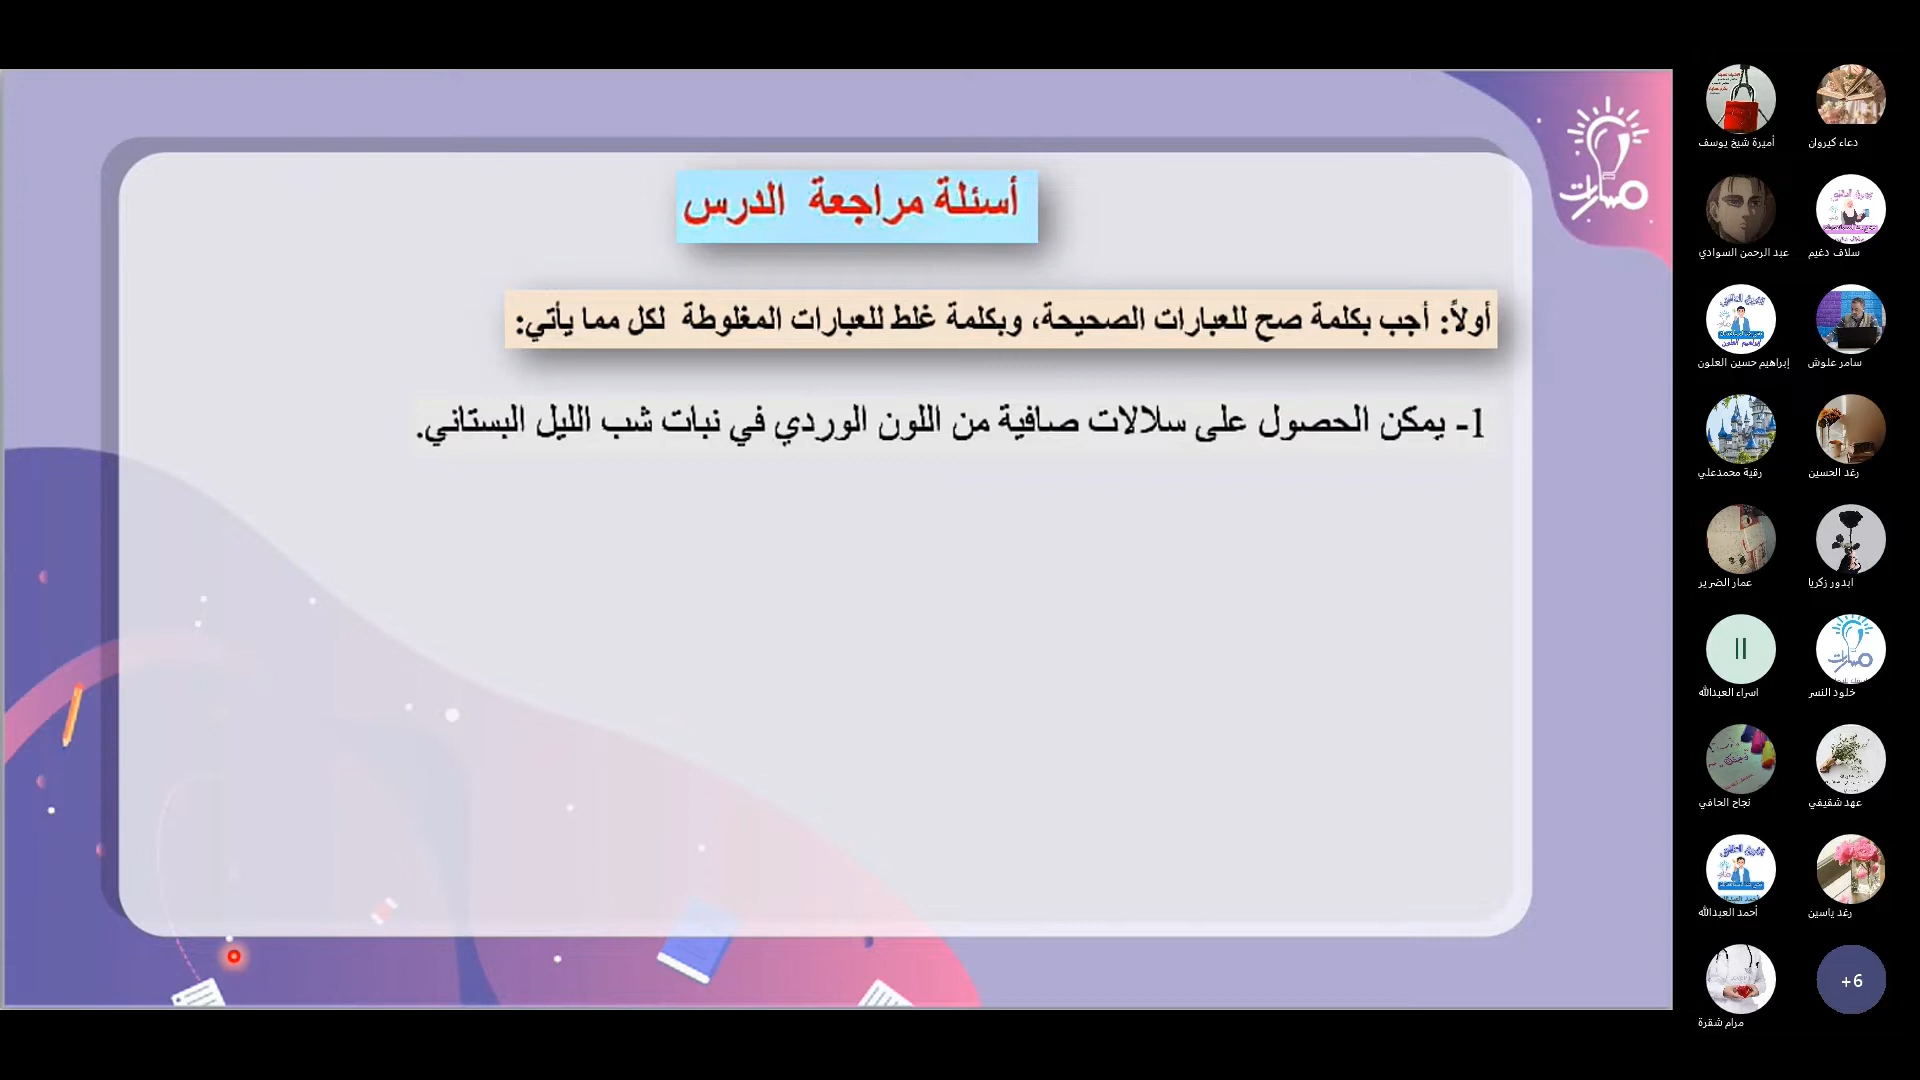 مسارات
أسئلة مراجعة الدرس
أولاً: أجب بكلمة صح للعبارات الصحيحة، وبكلمة غلط للعبارات المغلوطة لكل مما يأتي:
1- يمكن الحصول على سلالات صافية من اللون الوردي في نبات شب الليل البستاني.
أميرة شيخ يوسف
دعاء كيروان
عبد الرحمن السوادي
سلاف دغيم
إبراهيم حسين العلون
سامر علوش
رقية محمدعلي
رغد الحسين
عمار الضرير
ابدور زكريا
اا
اسراء العبدالله
خلود النسر
نجاح الحافي
عهد شقيفي
أحمد العبدالله
رغد ياسين
+6
مرام شقرة